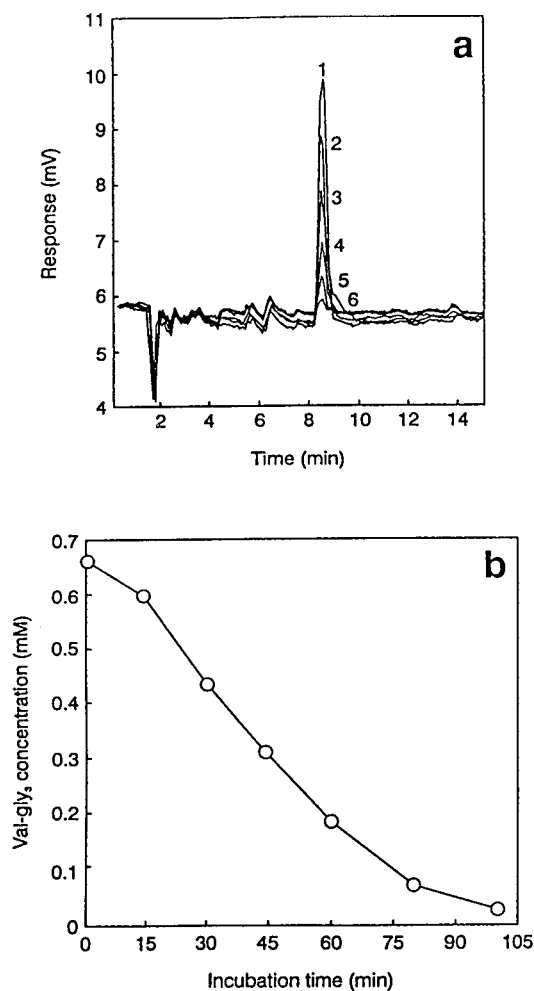 11
a
10
9
8
7
6
5
4
Response (mV)
1
2
3
4
5
6
2 4 6 8 10 12 14
Time (min)
0.7
b
0.6
0.5
0.4
0.3
0.2
0.1
0
Val-gly₃ concentration (mM)
0 15 30 45 60 75 90 105
Incubation time (min)